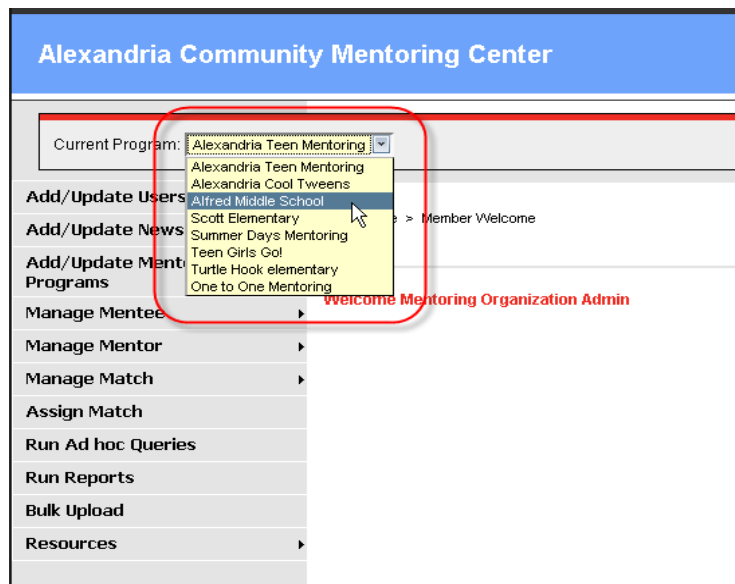 Alexandria Community Mentoring Center
Current Program: Alexandria Teen Mentoring
Alexandria Teen Mentoring
Alexandria Cool Tweens
Alfred Middle School
Scott Elementary
Summer Days Mentoring
Teen Girls Go!
Turtle Hook elementary
One to One Mentoring
> Member Welcome
Welcome Mentoring Organization Admin
Add/Update Users
Add/Update News
Add/Update
Programs
Manage Mentee
Manage Mentor
Manage Match
Assign Match
Run Ad hoc Queries
Run Reports
Bulk Upload
Resources